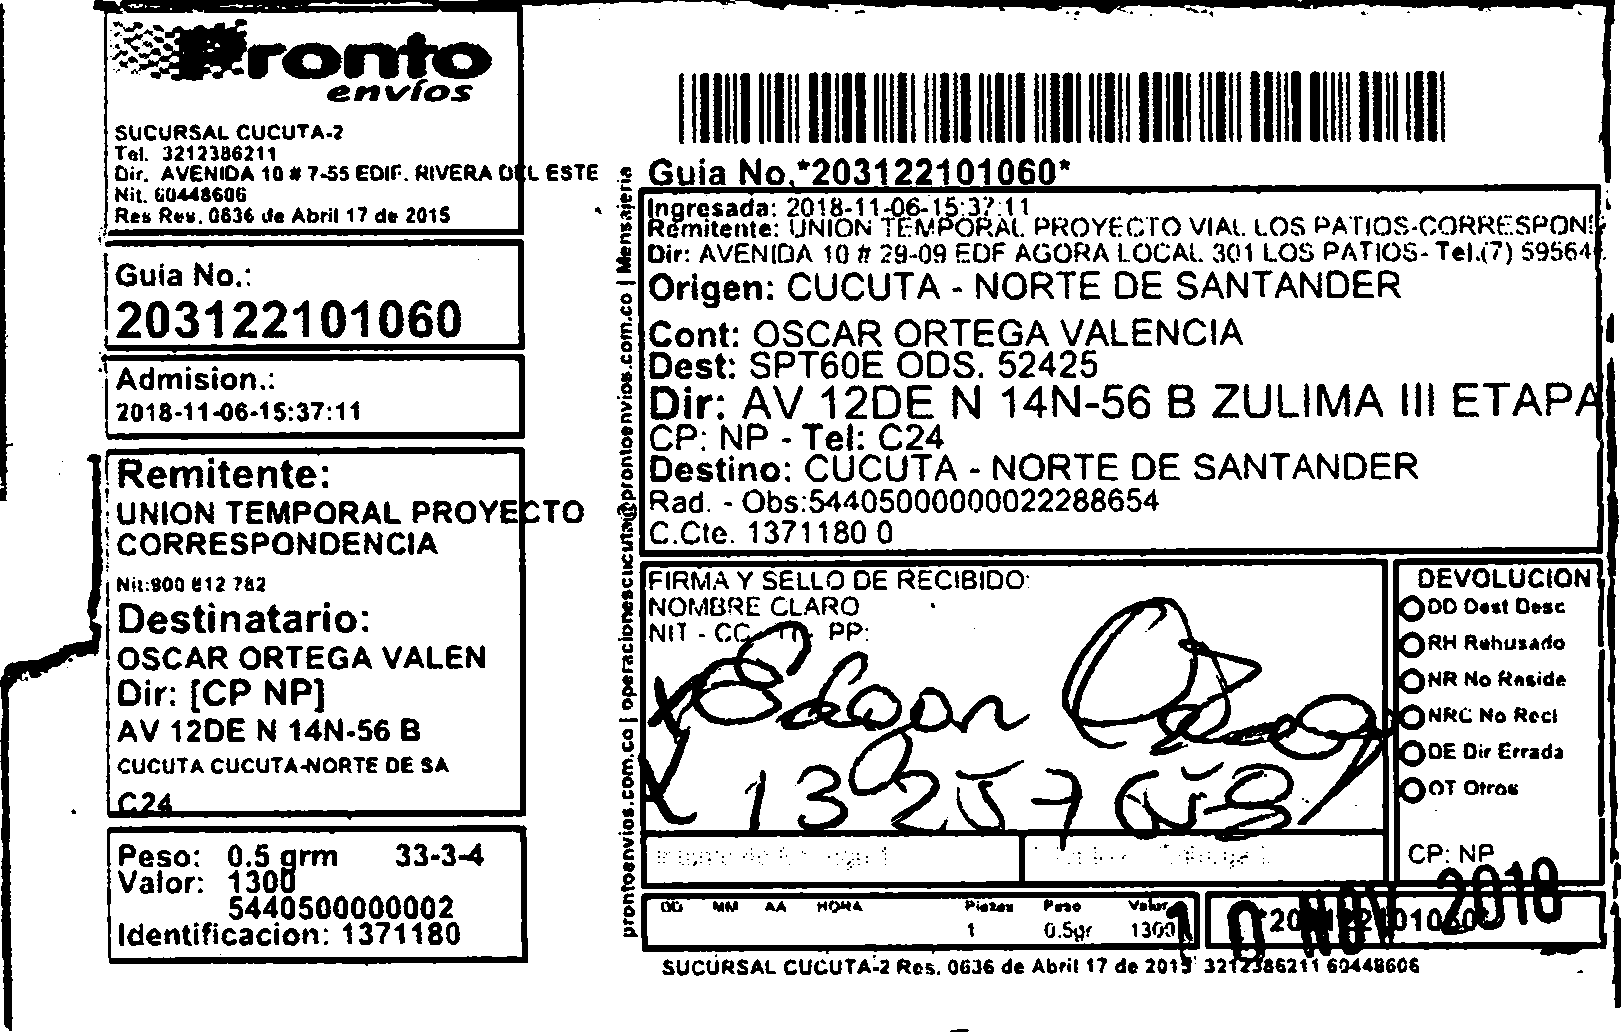 Pronto
envíos
SUCURSAL CUCUTA-2
Tel. 3212386211
Dir. AVENIDA 10 # 7-55 EDIF. RIVERA DEL ESTE
Nit. 60448606
Res Res. 0636 de Abril 17 de 2015
Guia No.:
203122101060
Admision.:
2018-11-06-15:37:11
Remitente:
UNION TEMPORAL PROYECTO
CORRESPONDENCIA
Nit:900 612 782
Destinatario:
OSCAR ORTEGA VALEN
Dir: [CP NP]
AV 12DE N 14N-56 B
CUCUTA CUCUTA-NORTE DE SA
C24
Peso: 0.5 grm 33-3-4
Valor: 1300
5440500000002
Identificacion: 1371180
prontoenvios.com.co | operacionescucuta@prontoenvios.com.co | Mensajeria
Guia No.*203122101060*
Ingresada: 2018-11-06-15:37:11
Remitente: UNION TEMPORAL PROYECTO VIAL LOS PATIOS-CORRESPON
Dir: AVENIDA 10 # 29-09 EDF AGORA LOCAL 301 LOS PATIOS- Tel.(7) 59564
Origen: CUCUTA - NORTE DE SANTANDER
Cont: OSCAR ORTEGA VALENCIA
Dest: SPT60E ODS. 52425
Dir: AV 12DE N 14N-56 B ZULIMA III ETAPA
CP: NP - Tel: C24
Destino: CUCUTA - NORTE DE SANTANDER
Rad. - Obs:54405000000022288654
C.Cte. 1371180 0
FIRMA Y SELLO DE RECIBIDO:
NOMBRE CLARO
NIT - CC - TI - PP:
DEVOLUCION
DD Dest Desc
RH Rehusado
NR No Reside
NRC No Recl
DE Dir Errada
OT Otros
CP: NP
DD MM AA HORA Piezas Peso Valor
1 0.5gr 1300
*203122101060*
10 NOV 2018
SUCURSAL CUCUTA-2 Res. 0636 de Abril 17 de 2015 3212386211 60448606